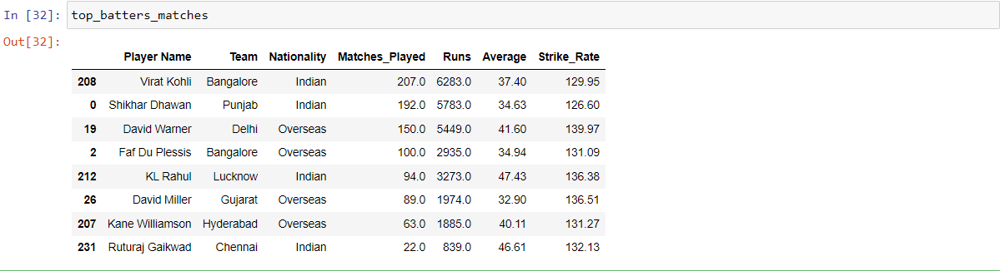 In [32]: top_batters_matches
Out[32]:
Player Name Team Nationality Matches_Played Runs Average Strike_Rate
208 Virat Kohli Bangalore Indian 207.0 6283.0 37.40 129.95
0 Shikhar Dhawan Punjab Indian 192.0 5783.0 34.63 126.60
19 David Warner Delhi Overseas 150.0 5449.0 41.60 139.97
2 Faf Du Plessis Bangalore Overseas 100.0 2935.0 34.94 131.09
212 KL Rahul Lucknow Indian 94.0 3273.0 47.43 136.38
26 David Miller Gujarat Overseas 89.0 1974.0 32.90 136.51
207 Kane Williamson Hyderabad Overseas 63.0 1885.0 40.11 131.27
231 Ruturaj Gaikwad Chennai Indian 22.0 839.0 46.61 132.13